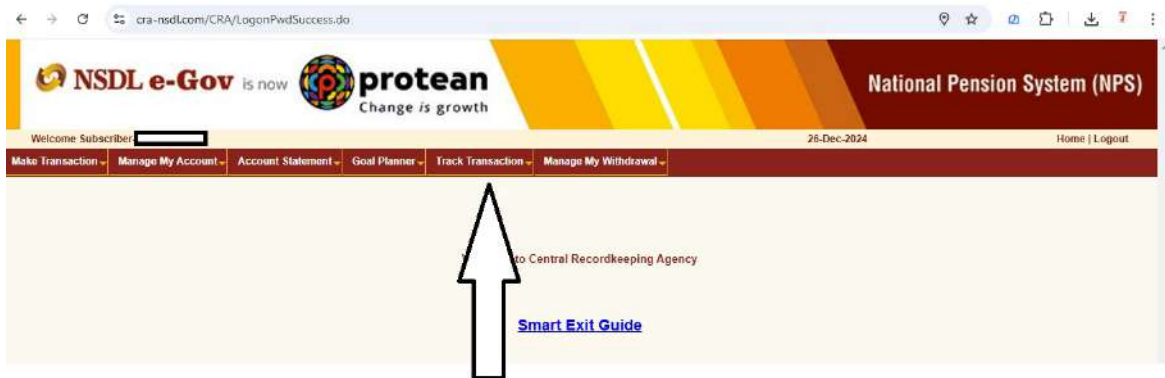 cra-nsdl.com/CRA/LogonPwdSuccess.do
NSDL e-Gov is now protean
Change is growth
National Pension System (NPS)
Welcome Subscriber-
26-Dec-2024
Home | Logout
Make Transaction Manage My Account Account Statement Goal Planner Track Transaction Manage My Withdrawal
to Central Recordkeeping Agency
Smart Exit Guide